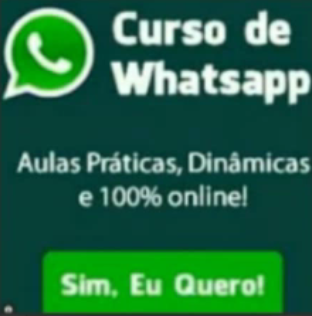 Curso de
Whatsapp
Aulas Práticas, Dinâmicas
e 100% online!
Sim, Eu Quero!